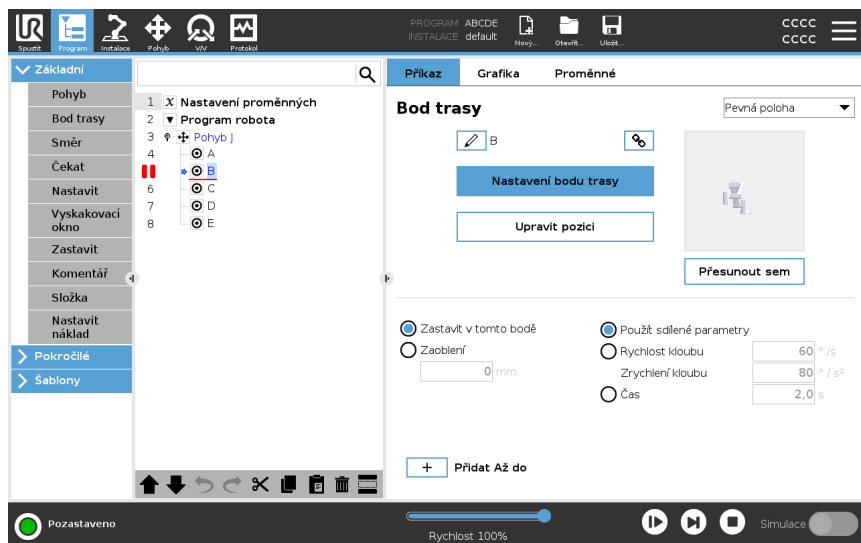 UR
PROGRAM ABCDE
INSTALACE default
CCCC
CCCC
Spustit
Program
Instalace
Pohyb
V/V
Protokol
Nový...
Otevřít...
Uložit...
Základní
Pohyb
Bod trasy
Směr
Čekat
Nastavit
Vyskakovací
okno
Zastavit
Komentář
Složka
Nastavit
náklad
Pokročilé
Šablony
1 X Nastavení proměnných
2 Program robota
3 Pohyb J
4 A
B
6 C
7 D
8 E
Příkaz
Grafika
Proměnné
Bod trasy
Pevná poloha
B
Nastavení bodu trasy
Upravit pozici
Přesunout sem
Zastavit v tomto bodě
Zaoblení
0 mm
Použít sdílené parametry
Rychlost kloubu 60 ° /s
Zrychlení kloubu 80 ° / s²
Čas 2,0 s
+ Přidat Až do
Pozastaveno
Rychlost 100%
Simulace